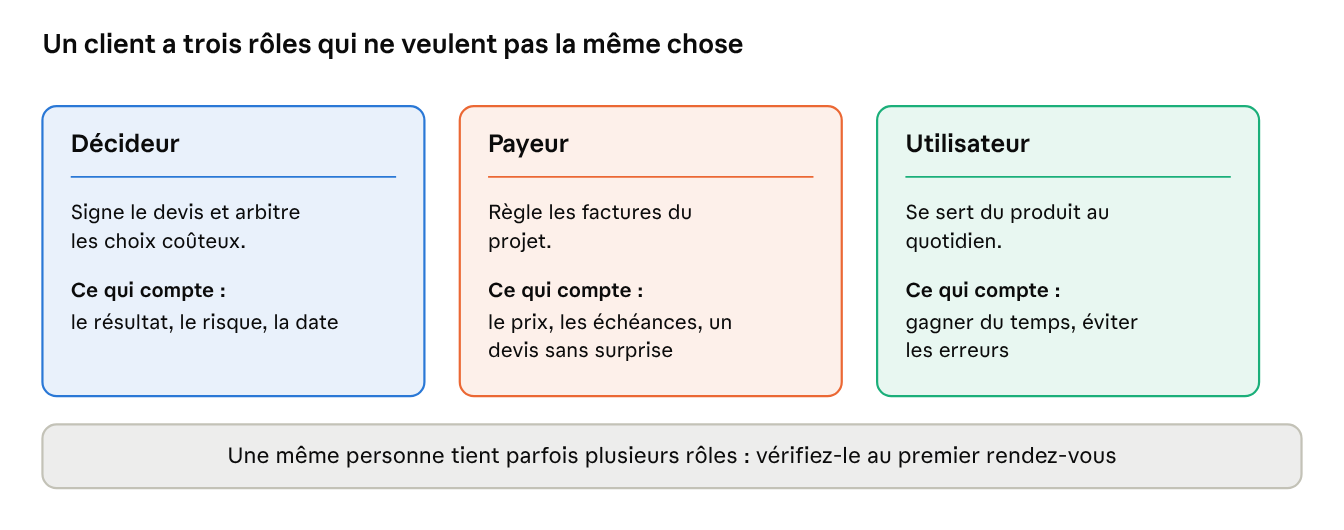 Un client a trois rôles qui ne veulent pas la même chose
Décideur
Signe le devis et arbitre
les choix coûteux.
Ce qui compte :
le résultat, le risque, la date
Payeur
Règle les factures du
projet.
Ce qui compte :
le prix, les échéances, un
devis sans surprise
Utilisateur
Se sert du produit au
quotidien.
Ce qui compte :
gagner du temps, éviter
les erreurs
Une même personne tient parfois plusieurs rôles : vérifiez-le au premier rendez-vous